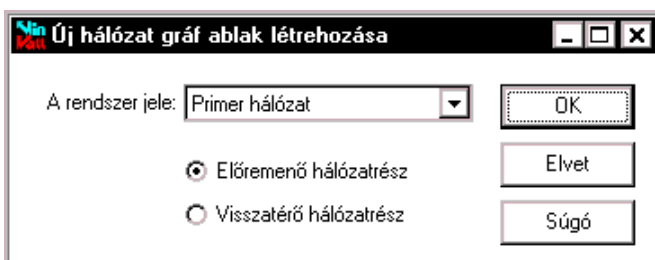 Új hálózat gráf ablak létrehozása
A rendszer jele: Primer hálózat OK
Előremenő hálózatrész Elvet
Visszatérő hálózatrész Súgó